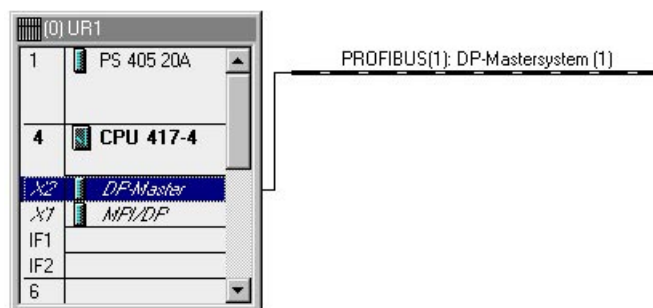 (0) UR1
1 PS 405 20A
PROFIBUS(1): DP-Mastersystem (1)
4 CPU 417-4
X2 DP-Master
X1 MPI/DP
IF1
IF2
6